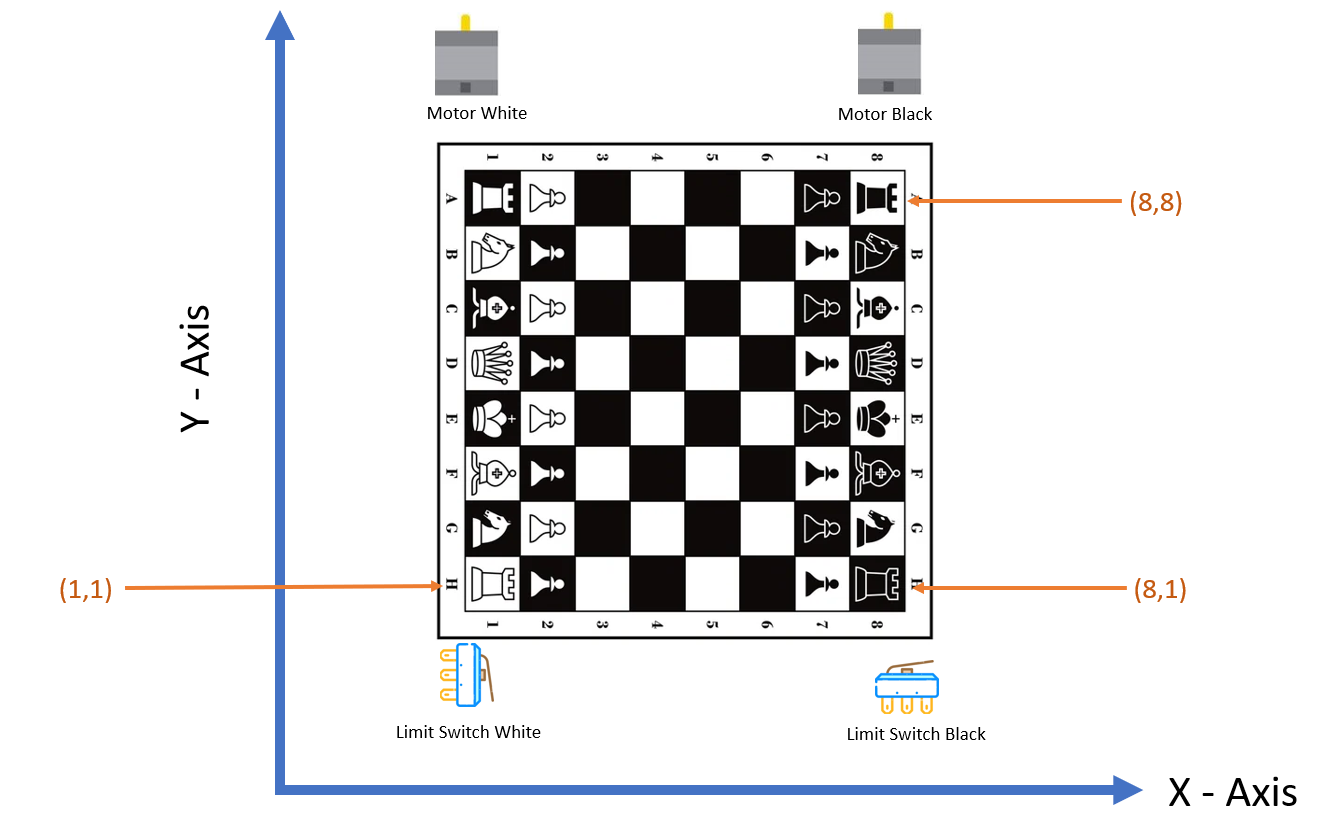 Motor White
Motor Black
1 2 3 4 5 6 7 8
A A
B B
C C
D D
E E
F F
G G
H H
1 2 3 4 5 6 7 8
(8,8)
(1,1)
(8,1)
Y - Axis
Limit Switch White
Limit Switch Black
X - Axis